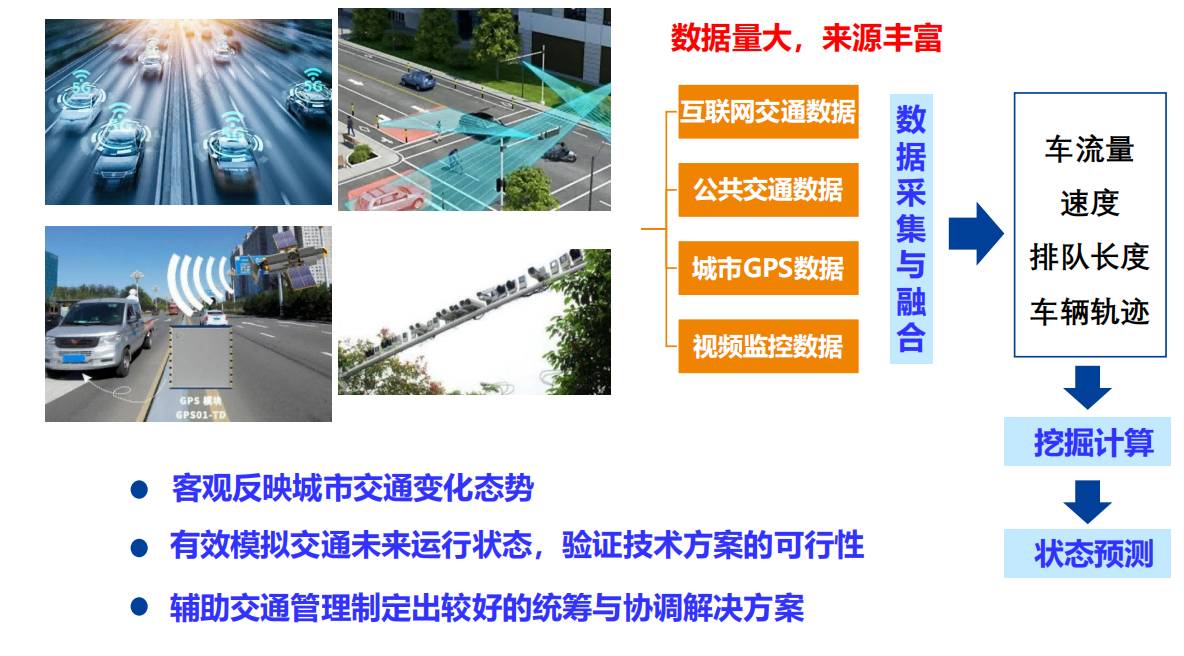 5G
5G
GPS 模块
GPS01-TD
数据量大，来源丰富
互联网交通数据
公共交通数据
城市GPS数据
视频监控数据
数据采集与融合
车流量
速度
排队长度
车辆轨迹
挖掘计算
状态预测
客观反映城市交通变化态势
有效模拟交通未来运行状态，验证技术方案的可行性
辅助交通管理制定出较好的统筹与协调解决方案